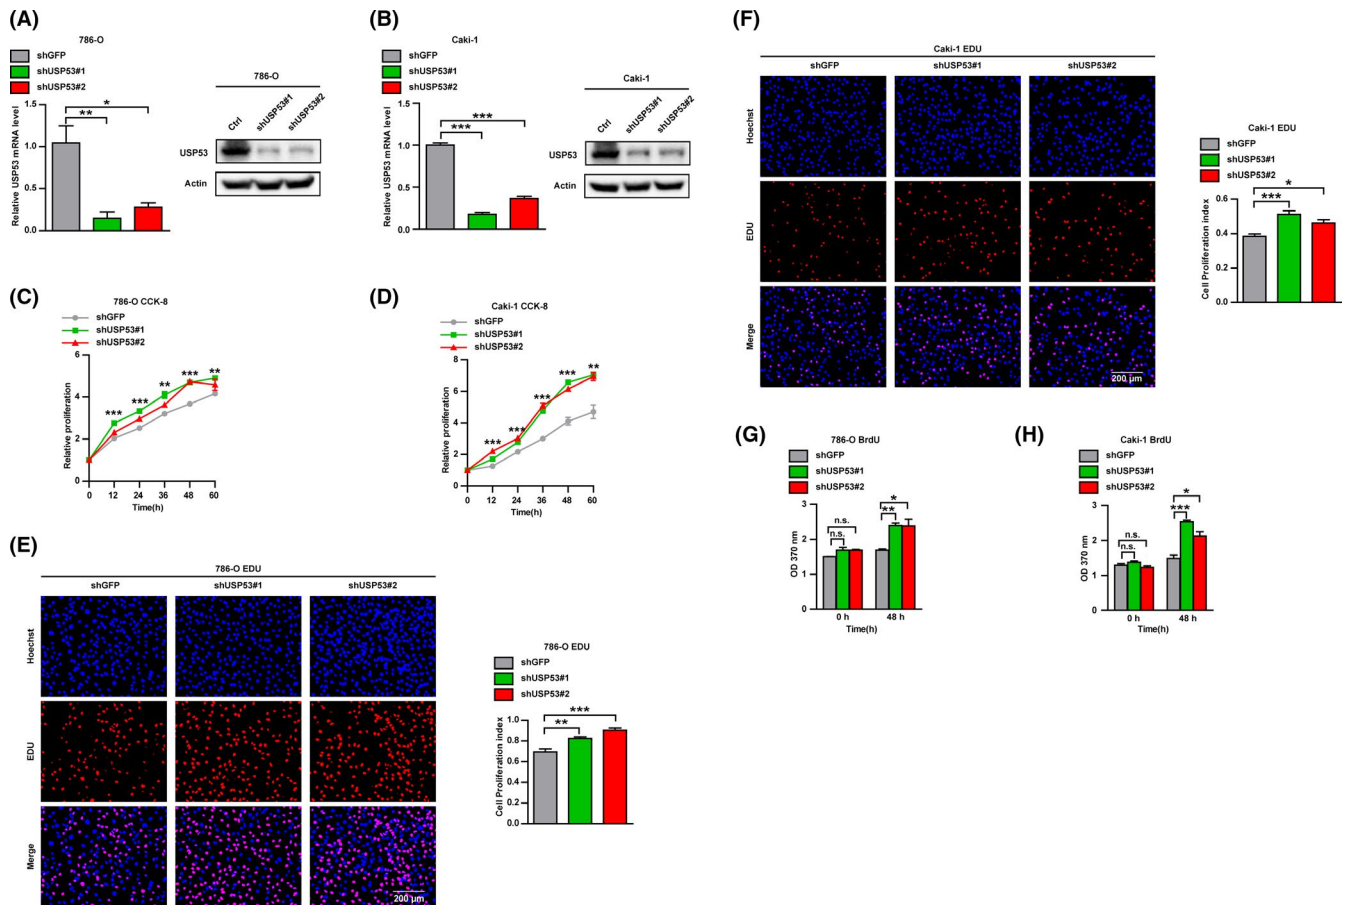 (A)
786-O
shGFP
shUSP53#1
shUSP53#2
Relative USP53 mRNA level
1.5
1.0
0.5
0.0
*
**
786-O
Ctrl
shUSP53#1
shUSP53#2
USP53
Actin
(B)
Caki-1
shGFP
shUSP53#1
shUSP53#2
Relative USP53 mRNA level
1.5
1.0
0.5
0.0
***
***
Caki-1
Ctrl
shUSP53#1
shUSP53#2
USP53
Actin
(C)
786-O CCK-8
shGFP
shUSP53#1
shUSP53#2
Relative proliferation
6
4
2
0
*** *** ** *** **
0 12 24 36 48 60
Time(h)
(D)
Caki-1 CCK-8
shGFP
shUSP53#1
shUSP53#2
Relative proliferation
8
6
4
2
0
*** *** *** *** **
0 12 24 36 48 60
Time(h)
(E)
786-O EDU
shGFP shUSP53#1 shUSP53#2
Hoechst
EDU
Merge
200 μm
786-O EDU
shGFP
shUSP53#1
shUSP53#2
Cell Proliferation index
1.0
0.8
0.6
0.4
0.2
0.0
***
**
(F)
Caki-1 EDU
shGFP shUSP53#1 shUSP53#2
Hoechst
EDU
Merge
200 μm
Caki-1 EDU
shGFP
shUSP53#1
shUSP53#2
Cell Proliferation index
0.6
0.4
0.2
0.0
*
***
(G)
786-O BrdU
shGFP
shUSP53#1
shUSP53#2
OD 370 nm
3
2
1
0
n.s.
n.s.
*
**
0 h 48 h
Time(h)
(H)
Caki-1 BrdU
shGFP
shUSP53#1
shUSP53#2
OD 370 nm
3
2
1
0
n.s.
n.s.
*
***
0 h 48 h
Time(h)